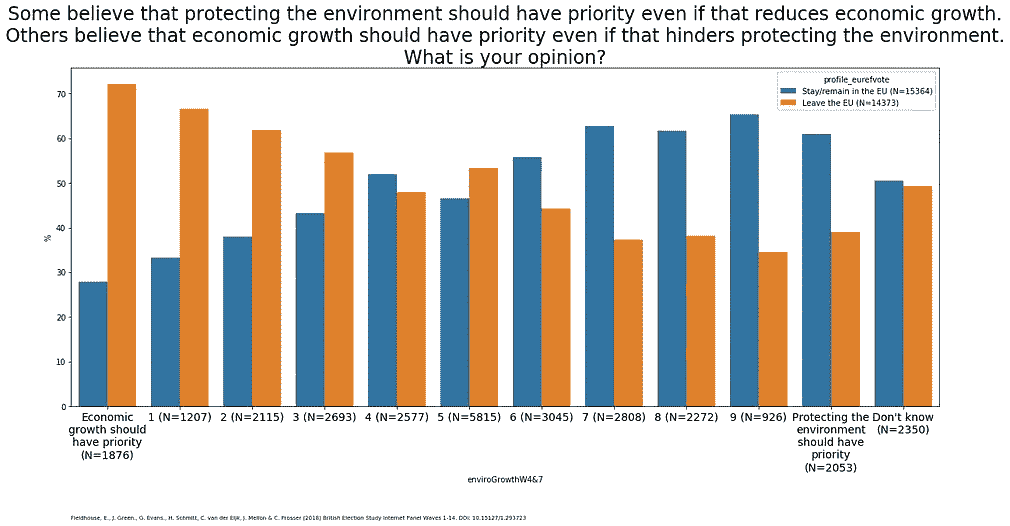 Some believe that protecting the environment should have priority even if that reduces economic growth.
Others believe that economic growth should have priority even if that hinders protecting the environment.
What is your opinion?
profile_eurefvote
Stay/remain in the EU (N=15364)
Leave the EU (N=14373)
%
70
60
50
40
30
20
10
0
Economic
growth should
have priority
(N=1876)
1 (N=1207)
2 (N=2115)
3 (N=2693)
4 (N=2577)
5 (N=5815)
6 (N=3045)
7 (N=2808)
8 (N=2272)
9 (N=926)
Protecting the
environment
should have
priority
(N=2053)
Don't know
(N=2350)
enviroGrowthW4&7
Fieldhouse, E., J. Green., G. Evans., H. Schmitt, C. van der Eijk, J. Mellon & C. Prosser (2018) British Election Study Internet Panel Waves 1-14. DOI: 10.15127/1.293723